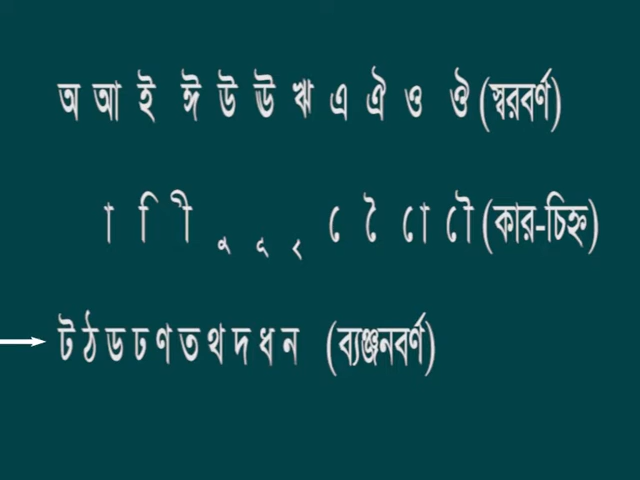 অ আ ই ঈ উ ঊ ঋ এ ঐ ও ঔ (স্বরবর্ণ)
া ি ী ু ূ ৃ ে ৈ ো ৌ (কার-চিহ্ন)
ট ঠ ড ঢ ণ ত থ দ ধ ন (ব্যঞ্জনবর্ণ)